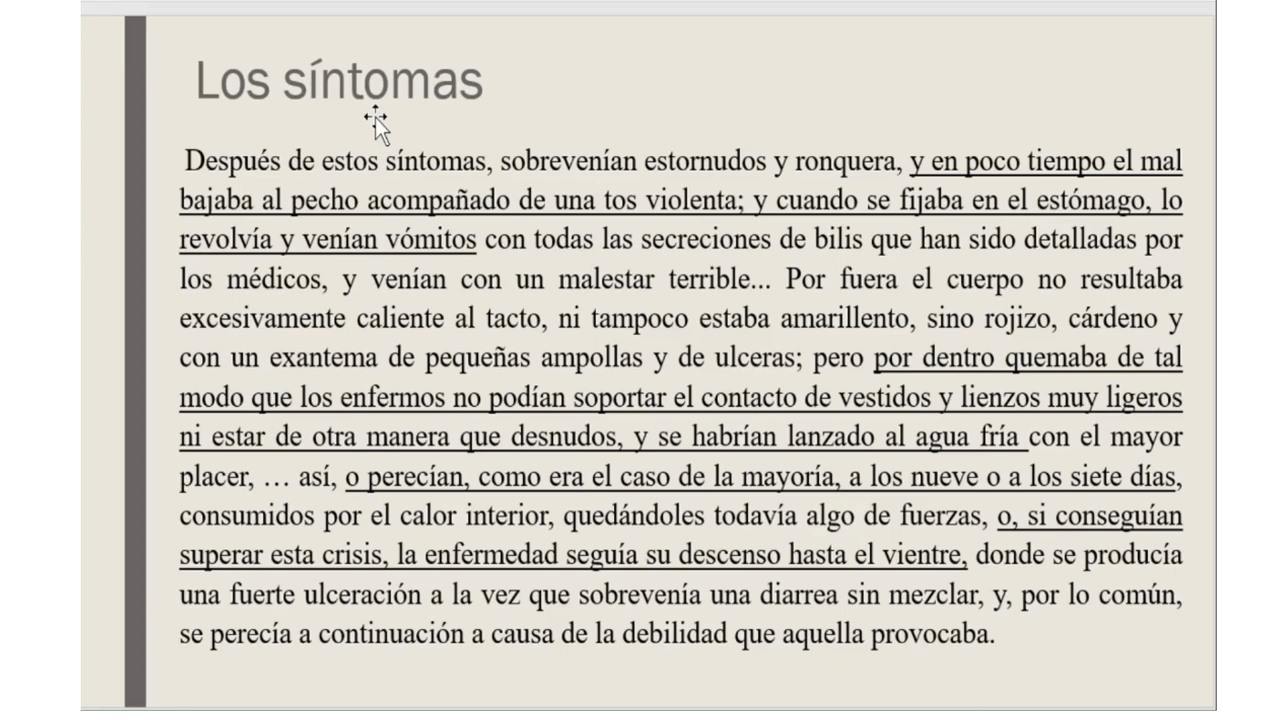 Los síntomas
Después de estos síntomas, sobrevenían estornudos y ronquera, y en poco tiempo el mal
bajaba al pecho acompañado de una tos violenta; y cuando se fijaba en el estómago, lo
revolvía y venían vómitos con todas las secreciones de bilis que han sido detalladas por
los médicos, y venían con un malestar terrible... Por fuera el cuerpo no resultaba
excesivamente caliente al tacto, ni tampoco estaba amarillento, sino rojizo, cárdeno y
con un exantema de pequeñas ampollas y de ulceras; pero por dentro quemaba de tal
modo que los enfermos no podían soportar el contacto de vestidos y lienzos muy ligeros
ni estar de otra manera que desnudos, y se habrían lanzado al agua fría con el mayor
placer, … así, o perecían, como era el caso de la mayoría, a los nueve o a los siete días,
consumidos por el calor interior, quedándoles todavía algo de fuerzas, o, si conseguían
superar esta crisis, la enfermedad seguía su descenso hasta el vientre, donde se producía
una fuerte ulceración a la vez que sobrevenía una diarrea sin mezclar, y, por lo común,
se perecía a continuación a causa de la debilidad que aquella provocaba.